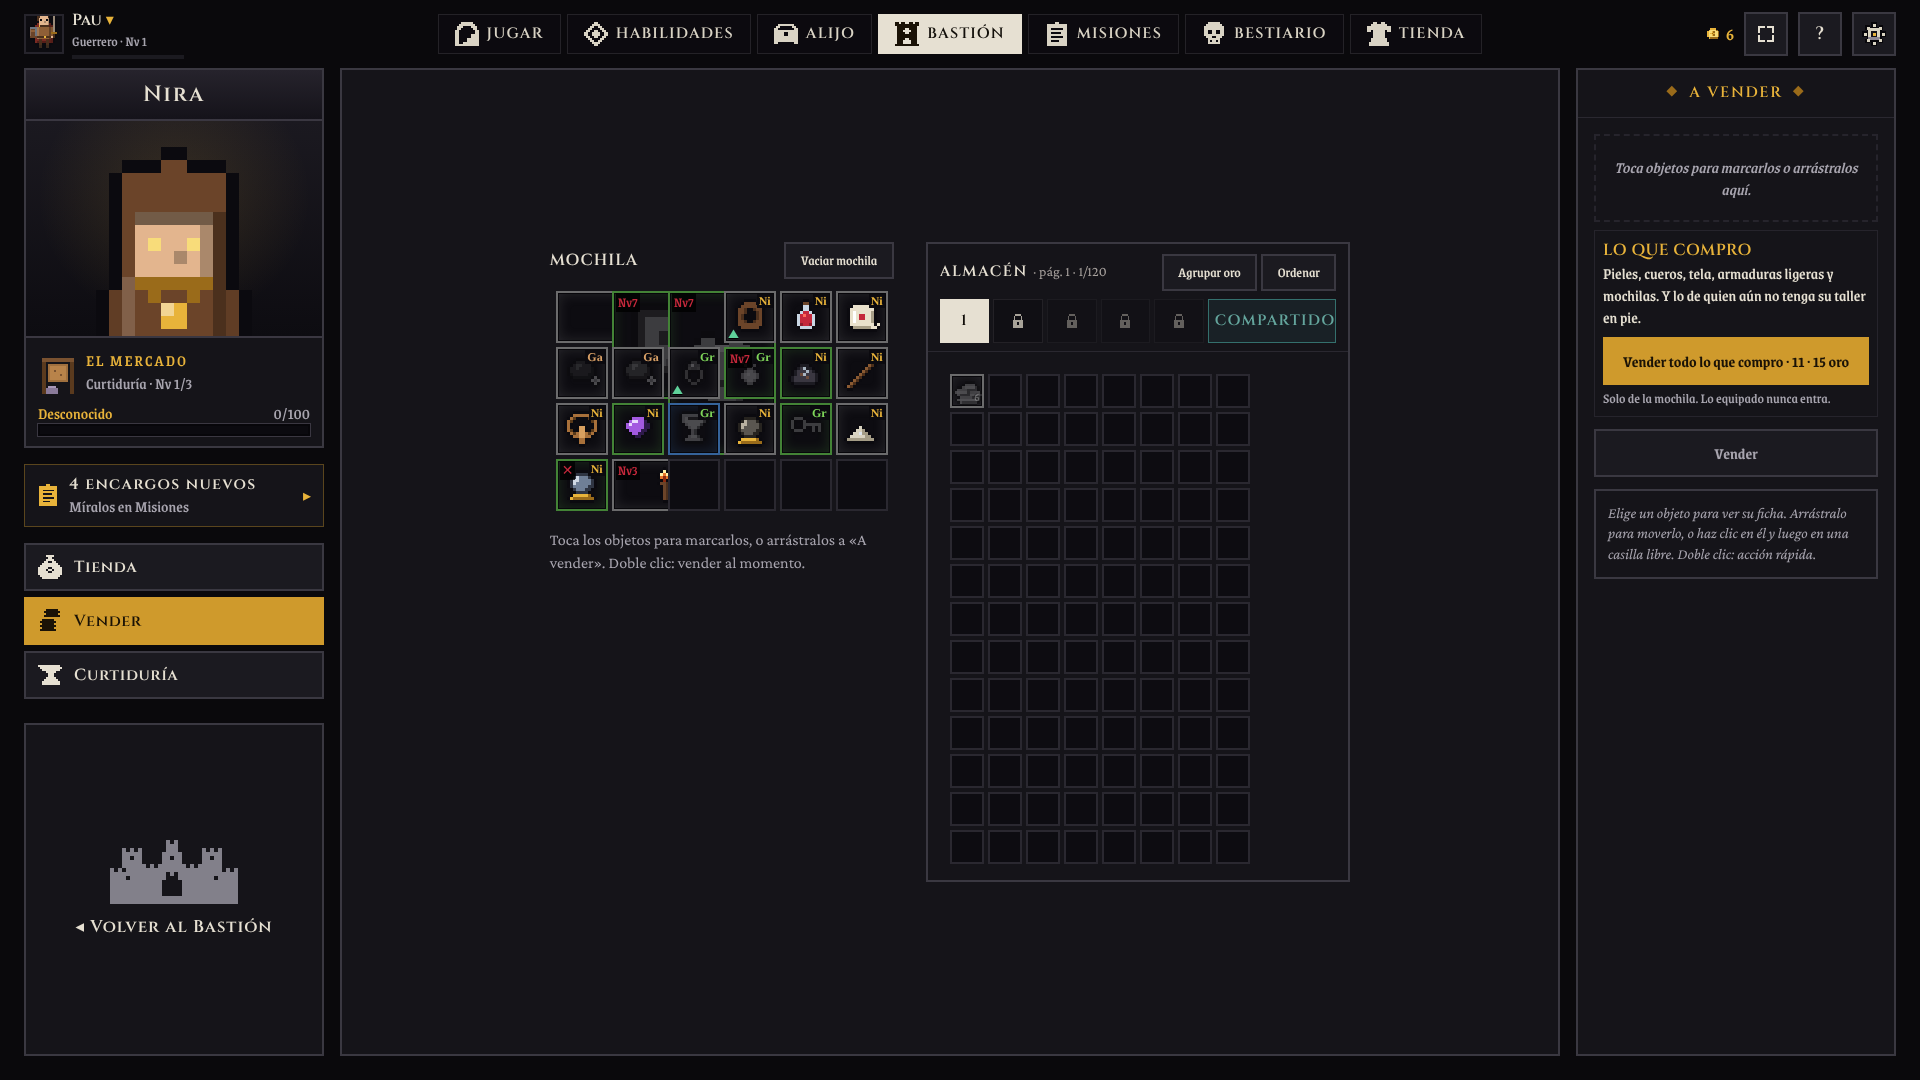 Pau ▾
Guerrero · Nv 1
JUGAR
HABILIDADES
ALIJO
BASTIÓN
MISIONES
BESTIARIO
TIENDA
6
?
Nira
EL MERCADO
Curtiduría · Nv 1/3
Desconocido 0/100
4 ENCARGOS NUEVOS
Míralos en Misiones
TIENDA
VENDER
CURTIDURÍA
◂ VOLVER AL BASTIÓN
MOCHILA
Vaciar mochila
Nv7 Nv7 Ni Ni Ni
Ga Ga Gr Nv7 Gr Ni Ni
Ni Ni Gr Ni Gr Ni
Ni Nv3
Toca los objetos para marcarlos, o arrástralos a «A
vender». Doble clic: vender al momento.
ALMACÉN · pág. 1 · 1/120
Agrupar oro
Ordenar
1
COMPARTIDO
◆ A VENDER ◆
Toca objetos para marcarlos o arrástralos
aquí.
LO QUE COMPRO
Pieles, cueros, tela, armaduras ligeras y
mochilas. Y lo de quien aún no tenga su taller
en pie.
Vender todo lo que compro · 11 · 15 oro
Solo de la mochila. Lo equipado nunca entra.
Vender
Elige un objeto para ver su ficha. Arrástralo
para moverlo, o haz clic en él y luego en una
casilla libre. Doble clic: acción rápida.